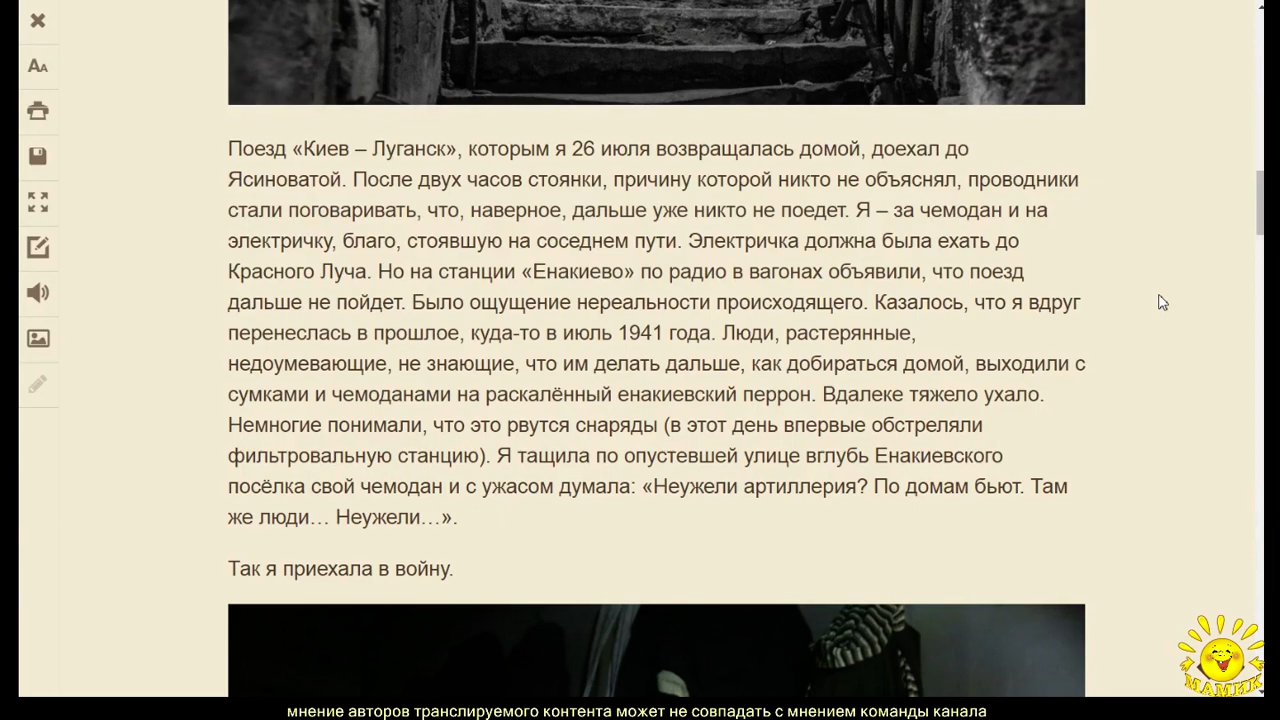 Поезд «Киев – Луганск», которым я 26 июля возвращалась домой, доехал до
Ясиноватой. После двух часов стоянки, причину которой никто не объяснял, проводники
стали поговаривать, что, наверное, дальше уже никто не поедет. Я – за чемодан и на
электричку, благо, стоявшую на соседнем пути. Электричка должна была ехать до
Красного Луча. Но на станции «Енакиево» по радио в вагонах объявили, что поезд
дальше не пойдет. Было ощущение нереальности происходящего. Казалось, что я вдруг
перенеслась в прошлое, куда-то в июль 1941 года. Люди, растерянные,
недоумевающие, не знающие, что им делать дальше, как добираться домой, выходили с
сумками и чемоданами на раскалённый енакиевский перрон. Вдалеке тяжело ухало.
Немногие понимали, что это рвутся снаряды (в этот день впервые обстреляли
фильтровальную станцию). Я тащила по опустевшей улице вглубь Енакиевского
посёлка свой чемодан и с ужасом думала: «Неужели артиллерия? По домам бьют. Там
же люди… Неужели…».
Так я приехала в войну.
МАМИК
мнение авторов транслируемого контента может не совпадать с мнением команды канала